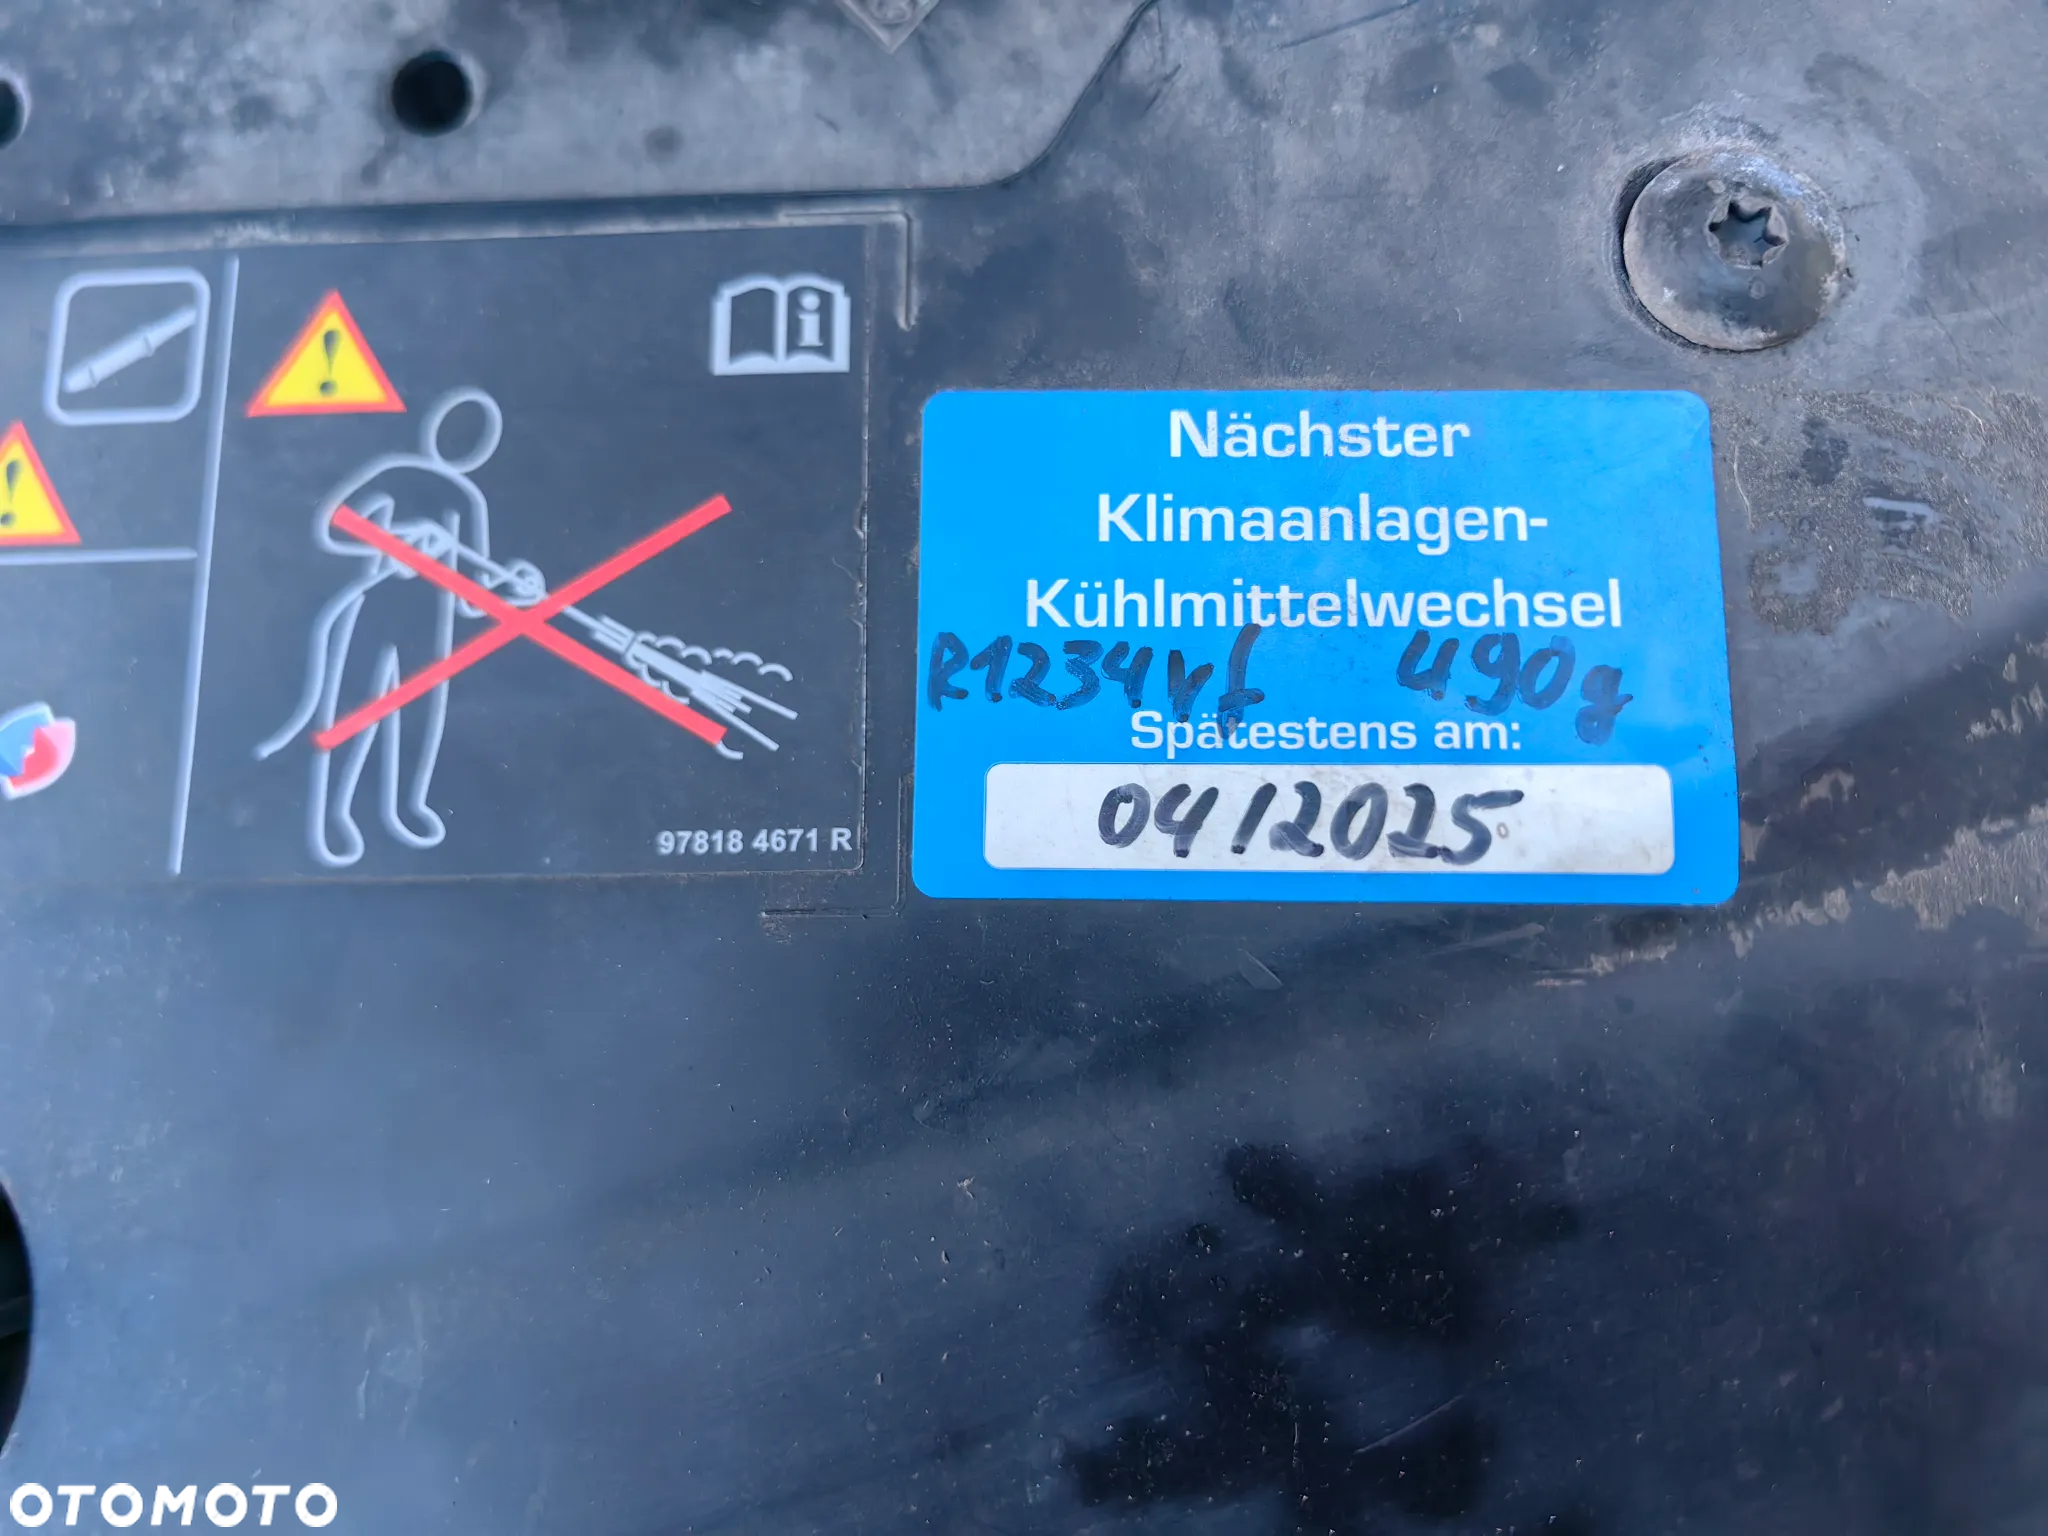 97818 4671 R
Nächster
Klimaanlagen-
Kühlmittelwechsel
R1234yf 490g
Spätestens am:
04/2025
OTOMOTO